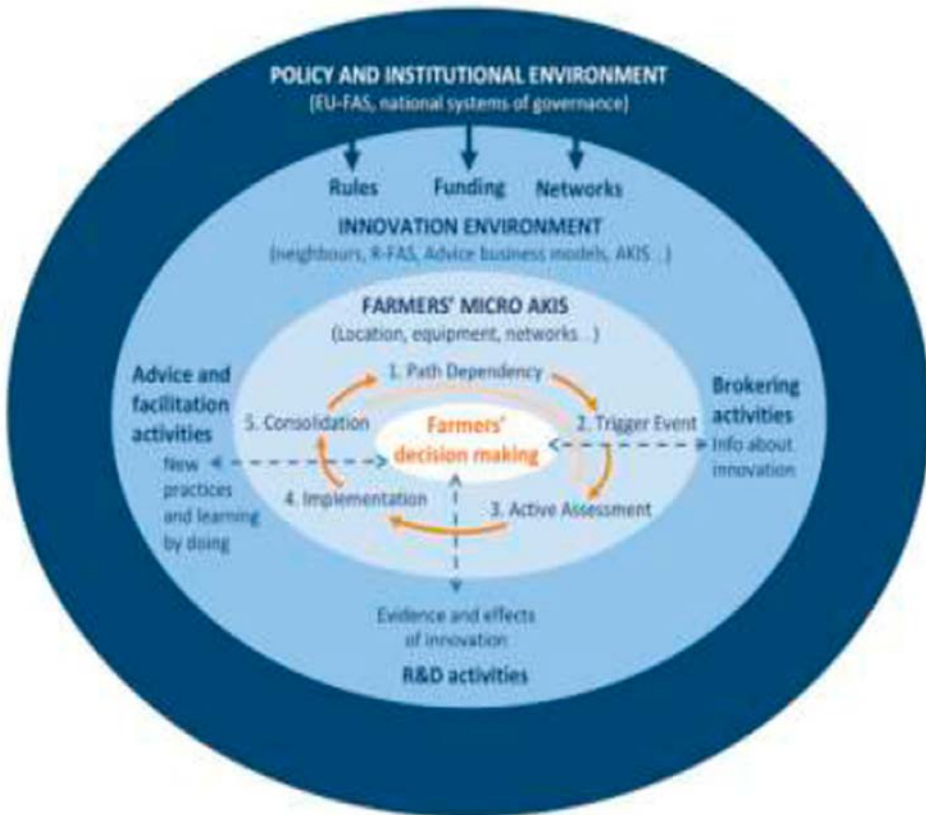 POLICY AND INSTITUTIONAL ENVIRONMENT
(EU-FAS, national systems of governance)
Rules
Funding
Networks
INNOVATION ENVIRONMENT
(neighbours, R-FAS, Advice business models, AKIS...)
FARMERS' MICRO AKIS
(Location, equipment, networks...)
1. Path Dependency
2. Trigger Event
3. Active Assessment
4. Implementation
5. Consolidation
Farmers'
decision making
Advice and
facilitation
activities
New
practices
and learning
by doing
Brokering
activities
Info about
innovation
Evidence and effects
of innovation
R&D activities